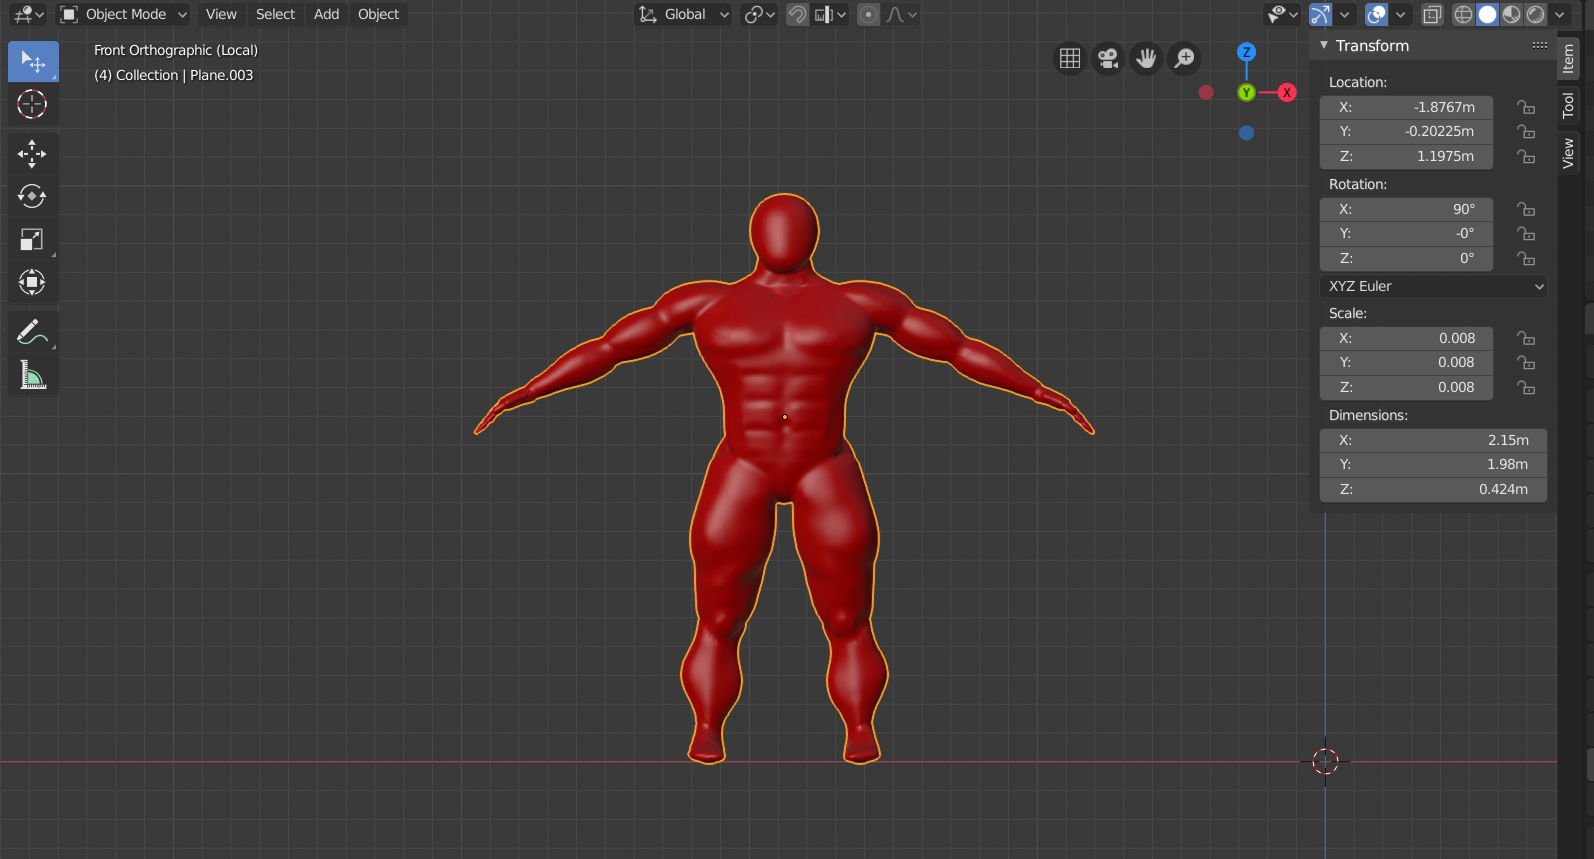 Object Mode View Select Add Object Global
Front Orthographic (Local)
(4) Collection | Plane.003
Z
Y
X
Transform
Location:
X: -1.8767m
Y: -0.20225m
Z: 1.1975m
Rotation:
X: 90°
Y: -0°
Z: 0°
XYZ Euler
Scale:
X: 0.008
Y: 0.008
Z: 0.008
Dimensions:
X: 2.15m
Y: 1.98m
Z: 0.424m
Item
Tool
View